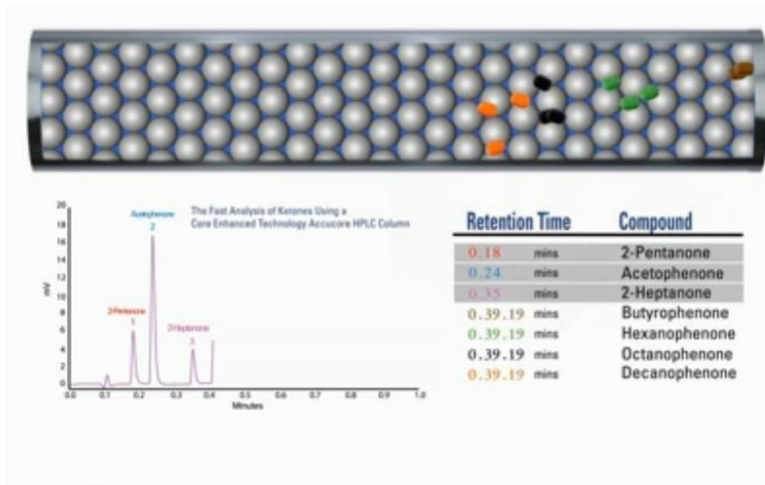 20
18
16
14
12
10
8
6
4
2
0
mV
Acetophenone
2
The Fast Analysis of Ketones Using a
Core Enhanced Technology Accucore HPLC Column
2-Pentanone
1
2-Heptanone
3
0.0 0.1 0.2 0.3 0.4 0.5 0.6 0.7 0.8 0.9 1.0
Minutes
Retention Time Compound
0.18 mins 2-Pentanone
0.24 mins Acetophenone
0.35 mins 2-Heptanone
0.39.19 mins Butyrophenone
0.39.19 mins Hexanophenone
0.39.19 mins Octanophenone
0.39.19 mins Decanophenone